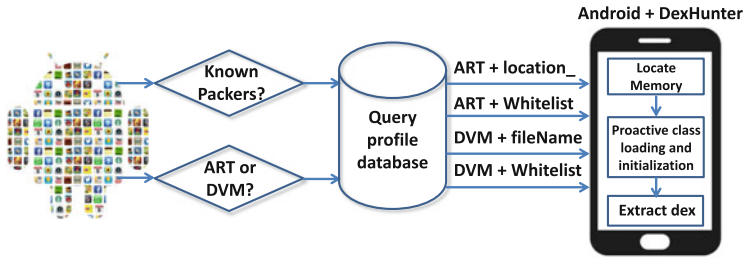 Android + DexHunter
Known
Packers?
ART or
DVM?
Query
profile
database
ART + location_
ART + Whitelist
DVM + fileName
DVM + Whitelist
Locate
Memory
Proactive class
loading and
initialization
Extract dex